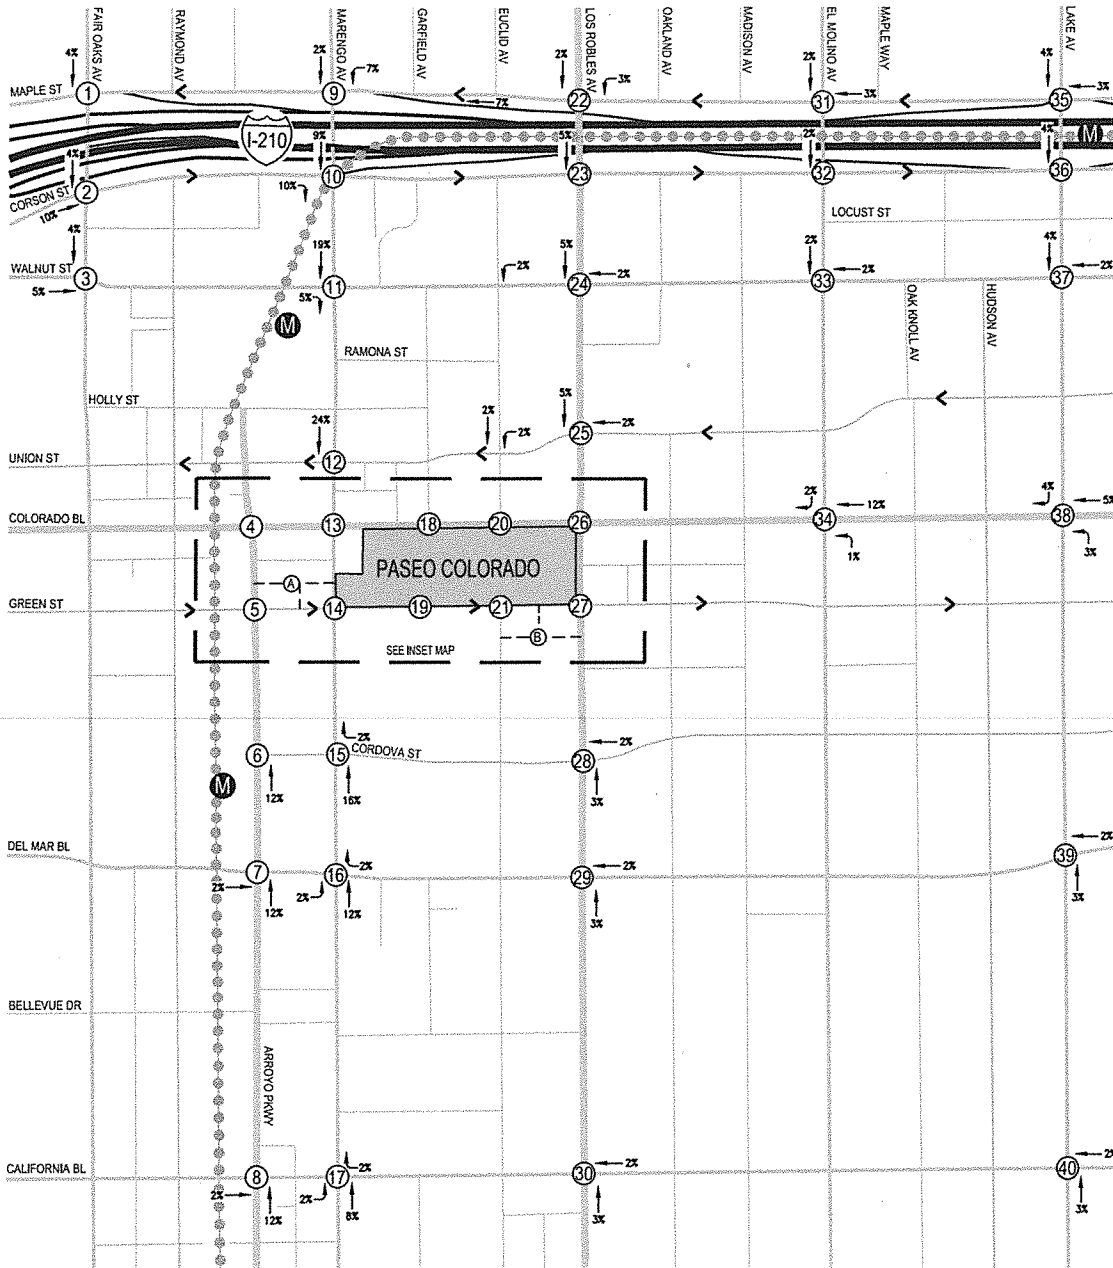 FAIR OAKS AV
RAYMOND AV
MARENGO AV
GARFIELD AV
EUCLID AV
LOS ROBLES AV
OAKLAND AV
MADISON AV
EL MOLINO AV
MAPLE WAY
LAKE AV
4%
2%
7%
2%
3%
2%
3%
4%
3%
MAPLE ST
1
9
22
31
35
7%
I-210
4%
9%
5%
2%
4%
M
CORSON ST
2
10
23
32
36
10%
10%
LOCUST ST
4%
19%
5%
2%
4%
WALNUT ST
3
11
2%
24
2%
33
2%
37
2%
5%
5%
M
OAK KNOLL AV
HUDSON AV
RAMONA ST
HOLLY ST
24%
2%
2%
5%
25
2%
UNION ST
12
COLORADO BL
4
13
18
20
26
2%
34
12%
1%
4%
38
5%
3%
PASEO COLORADO
A
GREEN ST
5
14
19
21
27
B
SEE INSET MAP
6
15
2%
CORDOVA ST
28
2%
M
12%
16%
3%
DEL MAR BL
7
16
2%
29
2%
39
2%
2%
12%
2%
12%
3%
3%
BELLEVUE DR
ARROYO PKWY
CALIFORNIA BL
8
17
2%
30
2%
40
2%
2%
12%
2%
8%
3%
3%